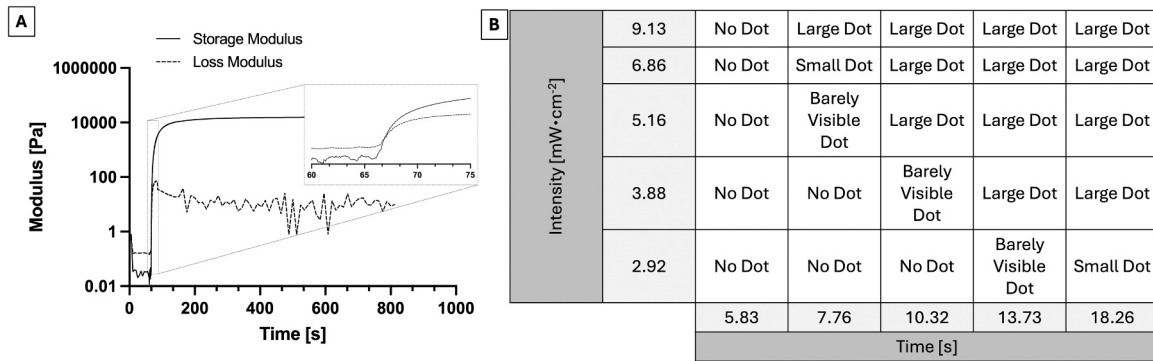 A
Storage Modulus
Loss Modulus
Modulus [Pa]
1000000
10000
100
1
0.01
0
200
400
600
800
1000
Time [s]
60
65
70
75
B
Intensity [mW•cm-2]
9.13 No Dot Large Dot Large Dot Large Dot Large Dot
6.86 No Dot Small Dot Large Dot Large Dot Large Dot
5.16 No Dot Barely Visible Dot Large Dot Large Dot Large Dot
3.88 No Dot No Dot Barely Visible Dot Large Dot Large Dot
2.92 No Dot No Dot No Dot Barely Visible Dot Small Dot
5.83 7.76 10.32 13.73 18.26
Time [s]